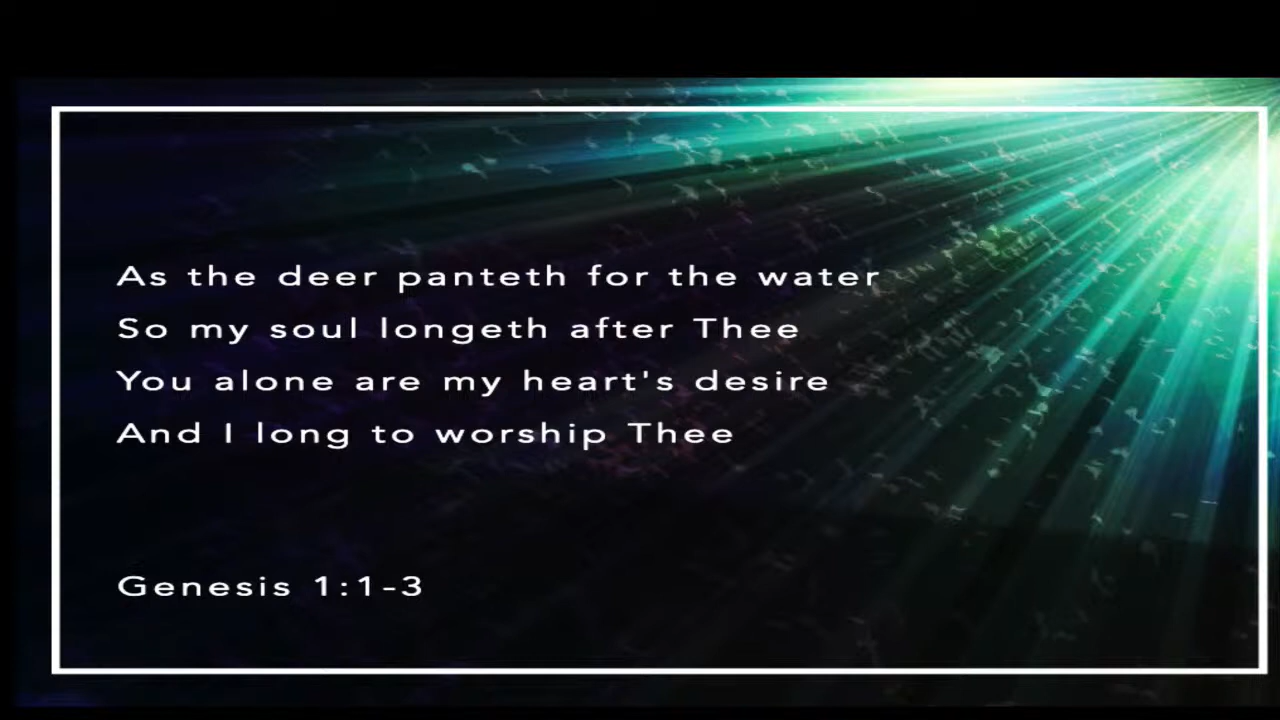 As the deer panteth for the water
So my soul longeth after Thee
You alone are my heart's desire
And I long to worship Thee
Genesis 1:1-3